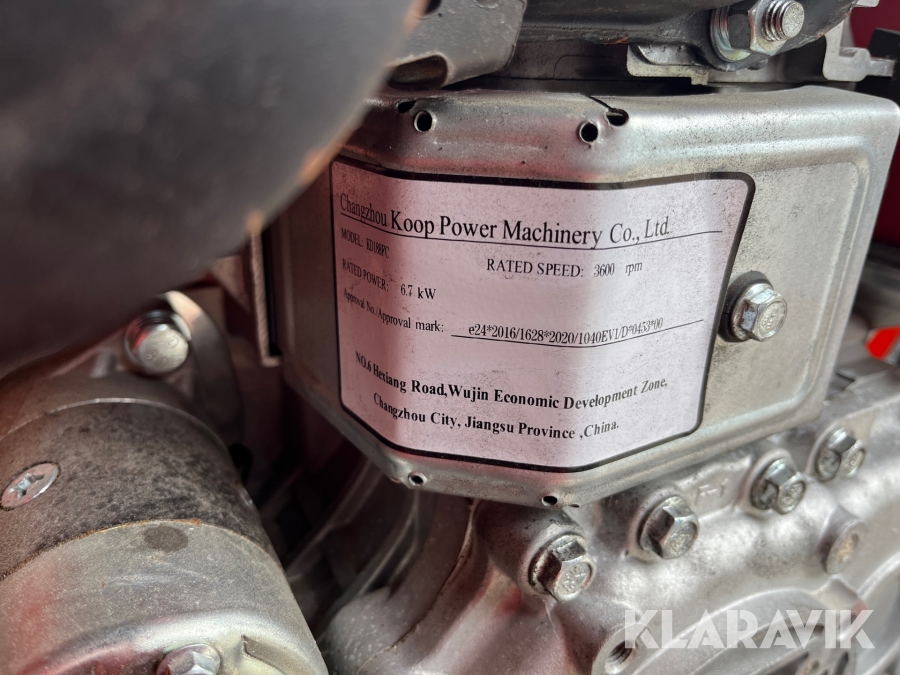 Changzhou Koop Power Machinery Co., Ltd.
MODEL: KD188FC
RATED SPEED: 3600 rpm
RATED POWER: 6.7 kW
Approval No./Approval mark: e24*2016/1628*2020/1040EV1/D*0453*00
NO.6 Hexiang Road,Wujin Economic Development Zone,
Changzhou City, Jiangsu Province ,China.
KLARAVIK